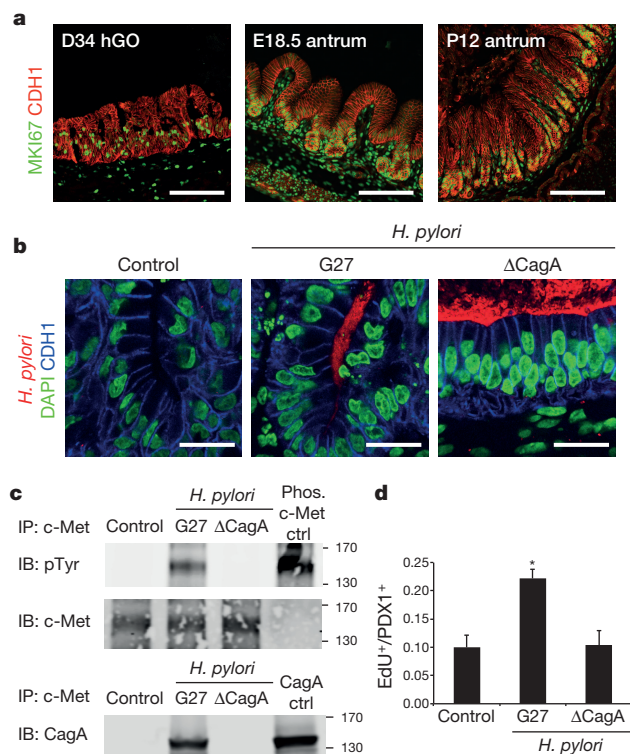 a
D34 hGO
E18.5 antrum
P12 antrum
MKI67 CDH1
b
H. pylori
Control
G27
ΔCagA
H. pylori
DAPI CDH1
c
H. pylori
Phos.
c-Met
ctrl
IP: c-Met
Control
G27
ΔCagA
IB: pTyr
170
130
IB: c-Met
170
130
H. pylori
IP: c-Met
Control
G27
ΔCagA
CagA
ctrl
IB: CagA
170
130
d
EdU⁺/PDX1⁺
0.25
0.20
0.15
0.10
0.05
0.00
*
Control
G27
ΔCagA
H. pylori